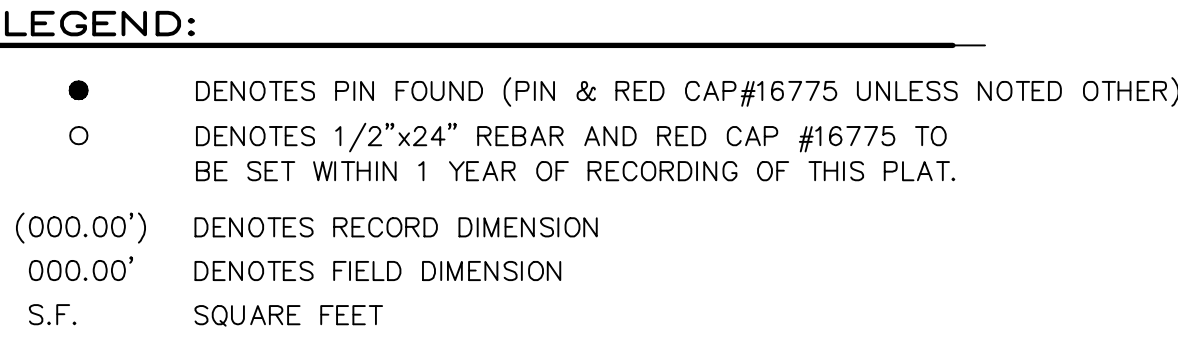 LEGEND:
● DENOTES PIN FOUND (PIN & RED CAP#16775 UNLESS NOTED OTHER)
○ DENOTES 1/2"x24" REBAR AND RED CAP #16775 TO
BE SET WITHIN 1 YEAR OF RECORDING OF THIS PLAT.
(000.00') DENOTES RECORD DIMENSION
000.00' DENOTES FIELD DIMENSION
S.F. SQUARE FEET